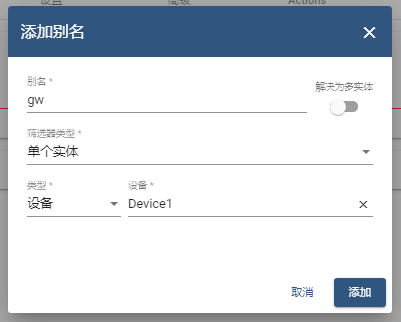 设置 高级 Actions
添加别名
别名 *
解决为多实体
gw
筛选器类型 *
单个实体
类型 * 设备 *
设备 Device1
取消 添加